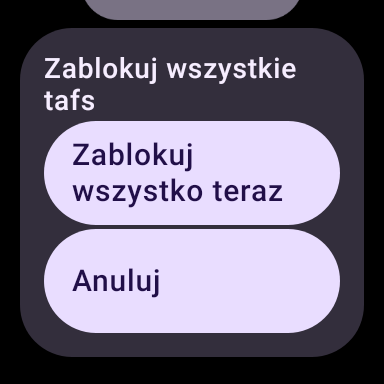 Zablokuj wszystkie
tafs
Zablokuj
wszystko teraz
Anuluj